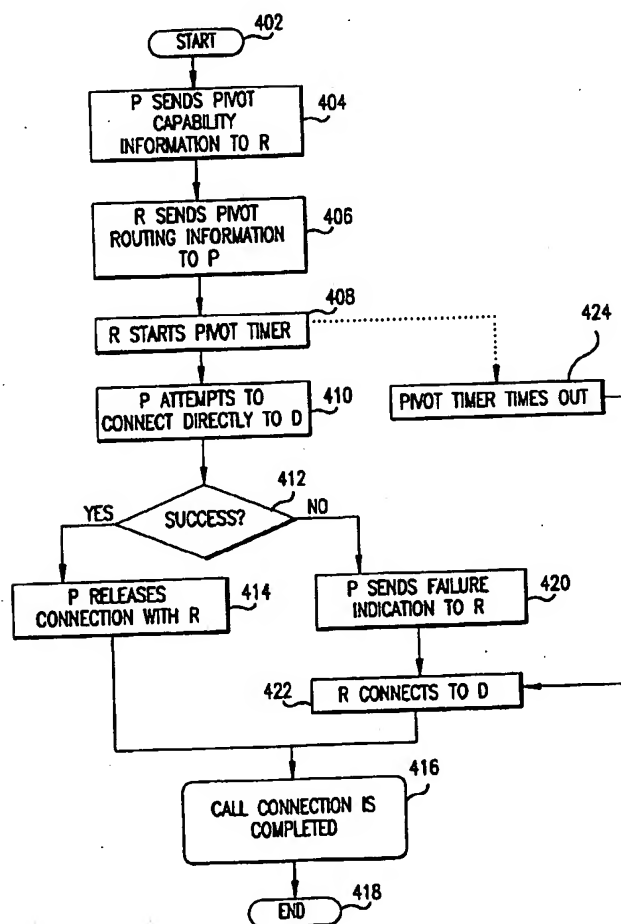 START
402
P SENDS PIVOT
CAPABILITY
INFORMATION TO R
404
R SENDS PIVOT
ROUTING INFORMATION
TO P
406
R STARTS PIVOT TIMER
408
PIVOT TIMER TIMES OUT
424
P ATTEMPTS TO
CONNECT DIRECTLY TO D
410
SUCCESS?
412
YES
NO
P RELEASES
CONNECTION WITH R
414
P SENDS FAILURE
INDICATION TO R
420
R CONNECTS TO D
422
CALL CONNECTION IS
COMPLETED
416
END
418